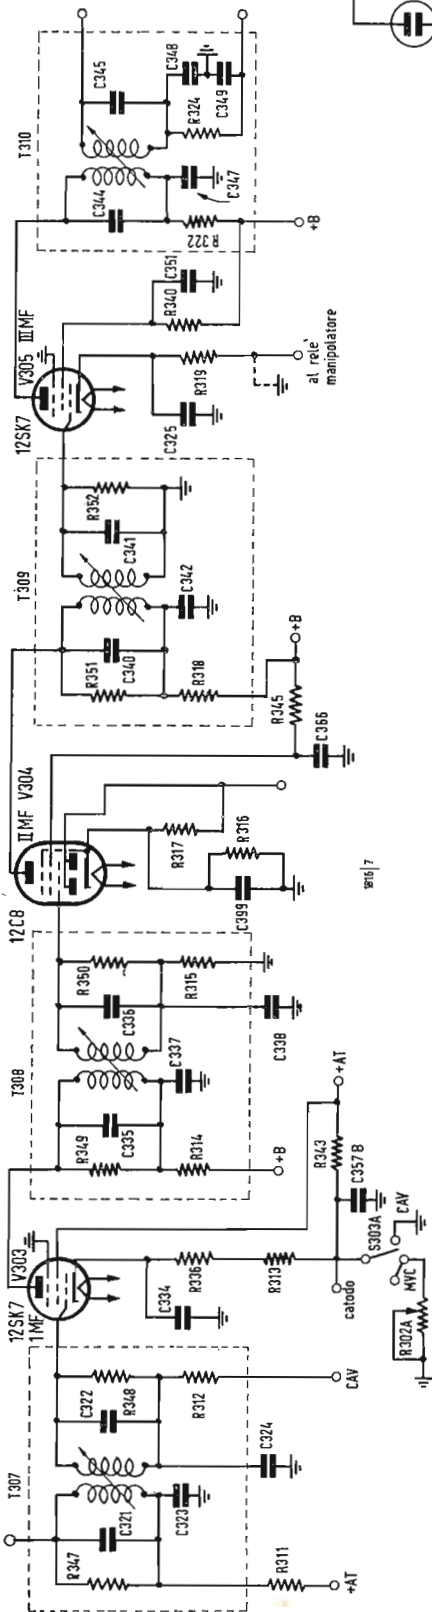 T307
R347
C321
C323
R311
+AT
C322
R348
R312
C324
CAV
12SK7
V303
I MF
C334
R336
R313
catodo
R302A
MVC
S303A
CAV
C357B
R343
+AT
T308
R349
C335
R314
+B
C337
C336
R350
R315
C338
12C8
II MF
V304
R317
C399
R316
1816|7
C366
R345
+B
T309
R351
C340
R318
C342
C341
R352
12SK7
V305
III MF
C325
R319
al relè
manipolatore
R340
C351
T310
C344
R322
+B
C347
C345
R324
C348
C349